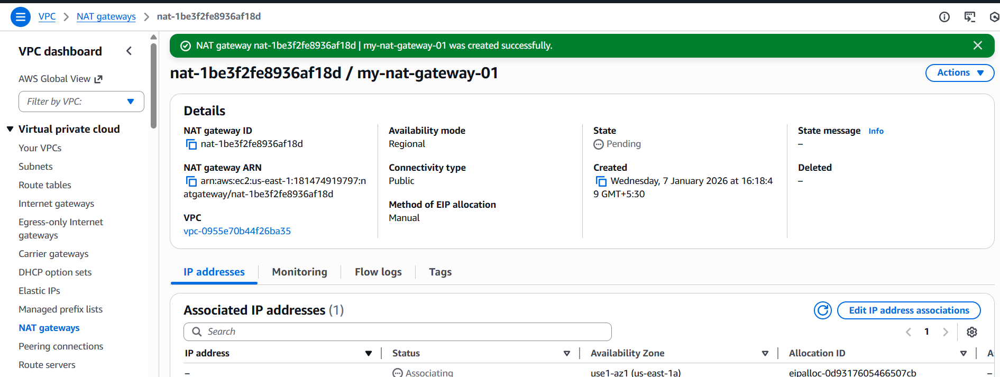 VPC
NAT gateways
nat-1be3f2fe8936af18d
VPC dashboard
AWS Global View
Filter by VPC:
Virtual private cloud
Your VPCs
Subnets
Route tables
Internet gateways
Egress-only Internet
gateways
Carrier gateways
DHCP option sets
Elastic IPs
Managed prefix lists
NAT gateways
Peering connections
Route servers
NAT gateway nat-1be3f2fe8936af18d | my-nat-gateway-01 was created successfully.
nat-1be3f2fe8936af18d / my-nat-gateway-01
Actions
Details
NAT gateway ID
nat-1be3f2fe8936af18d
NAT gateway ARN
arn:aws:ec2:us-east-1:181474919797:n
atgateway/nat-1be3f2fe8936af18d
VPC
vpc-0955e70b44f26ba35
Availability mode
Regional
Connectivity type
Public
Method of EIP allocation
Manual
State
Pending
Created
Wednesday, 7 January 2026 at 16:18:4
9 GMT+5:30
State message Info
–
Deleted
–
IP addresses
Monitoring
Flow logs
Tags
Associated IP addresses (1)
Edit IP address associations
Search
1
IP address
Status
Availability Zone
Allocation ID
–
Associating
use1-az1 (us-east-1a)
eipalloc-0d9317605466507cb
–